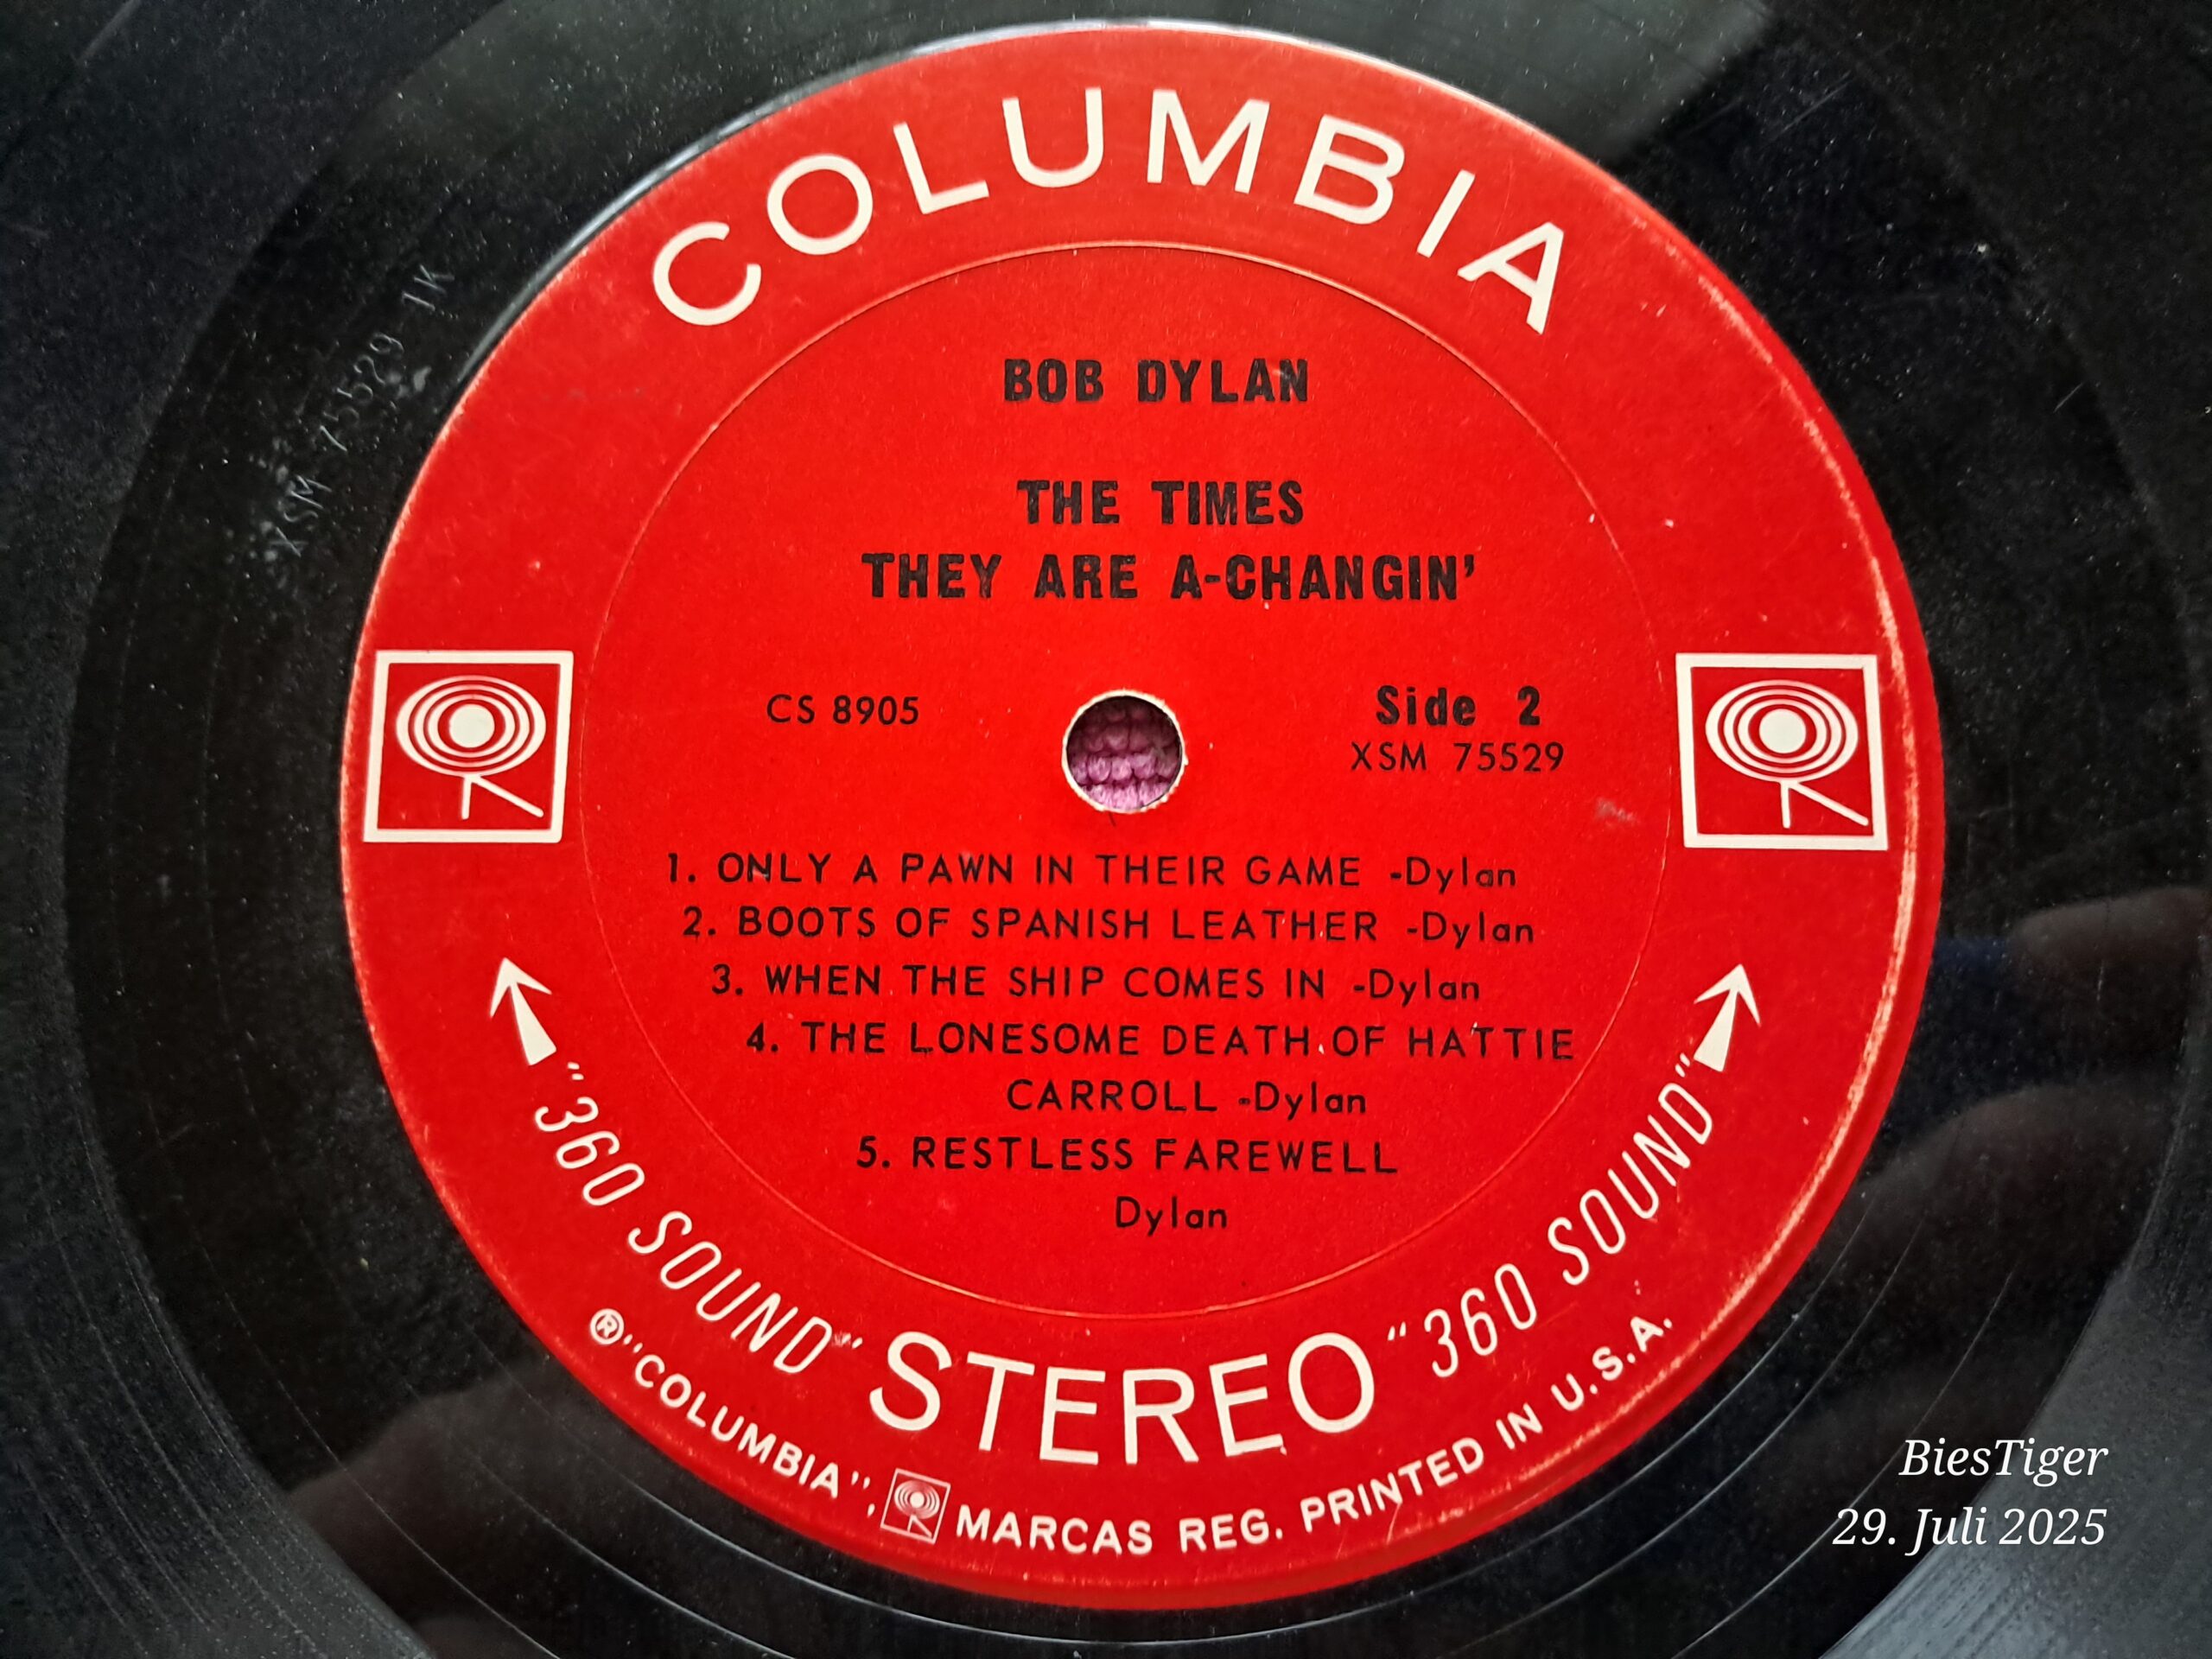 COLUMBIA
BOB DYLAN
THE TIMES
THEY ARE A-CHANGIN'
CS 8905
Side 2
XSM 75529
1. ONLY A PAWN IN THEIR GAME -Dylan
2. BOOTS OF SPANISH LEATHER -Dylan
3. WHEN THE SHIP COMES IN -Dylan
4. THE LONESOME DEATH OF HATTIE
CARROLL -Dylan
5. RESTLESS FAREWELL
Dylan
"360 SOUND" STEREO "360 SOUND"
® "COLUMBIA", MARCAS REG. PRINTED IN U.S.A.
XSM 75529 1K
BiesTiger
29. Juli 2025